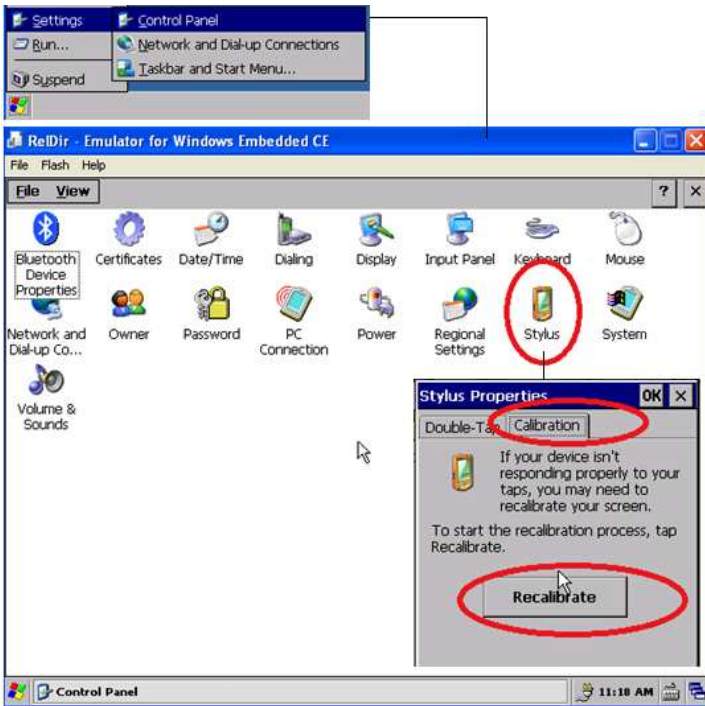 Settings
Control Panel
Run...
Network and Dial-up Connections
Taskbar and Start Menu...
Suspend
RelDir - Emulator for Windows Embedded CE
File Flash Help
File View ? ×
Bluetooth Device Properties
Certificates
Date/Time
Dialing
Display
Input Panel
Keyboard
Mouse
Network and Dial-up Co...
Owner
Password
PC Connection
Power
Regional Settings
Stylus
System
Volume & Sounds
Stylus Properties OK ×
Double-Tap Calibration
If your device isn't
responding properly to your
taps, you may need to
recalibrate your screen.
To start the recalibration process, tap
Recalibrate.
Recalibrate
Control Panel
11:18 AM